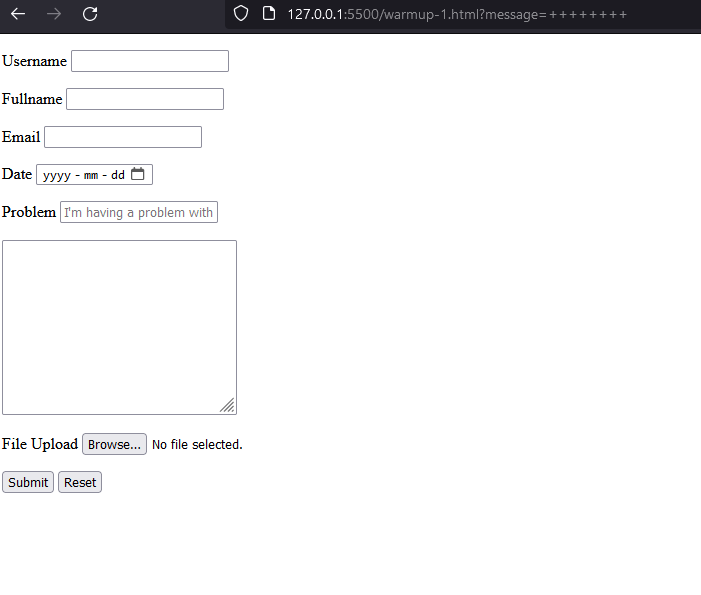 127.0.0.1:5500/warmup-1.html?message=++++++++
Username
Fullname
Email
Date yyyy - mm - dd
Problem I'm having a problem with
File Upload Browse... No file selected.
Submit Reset